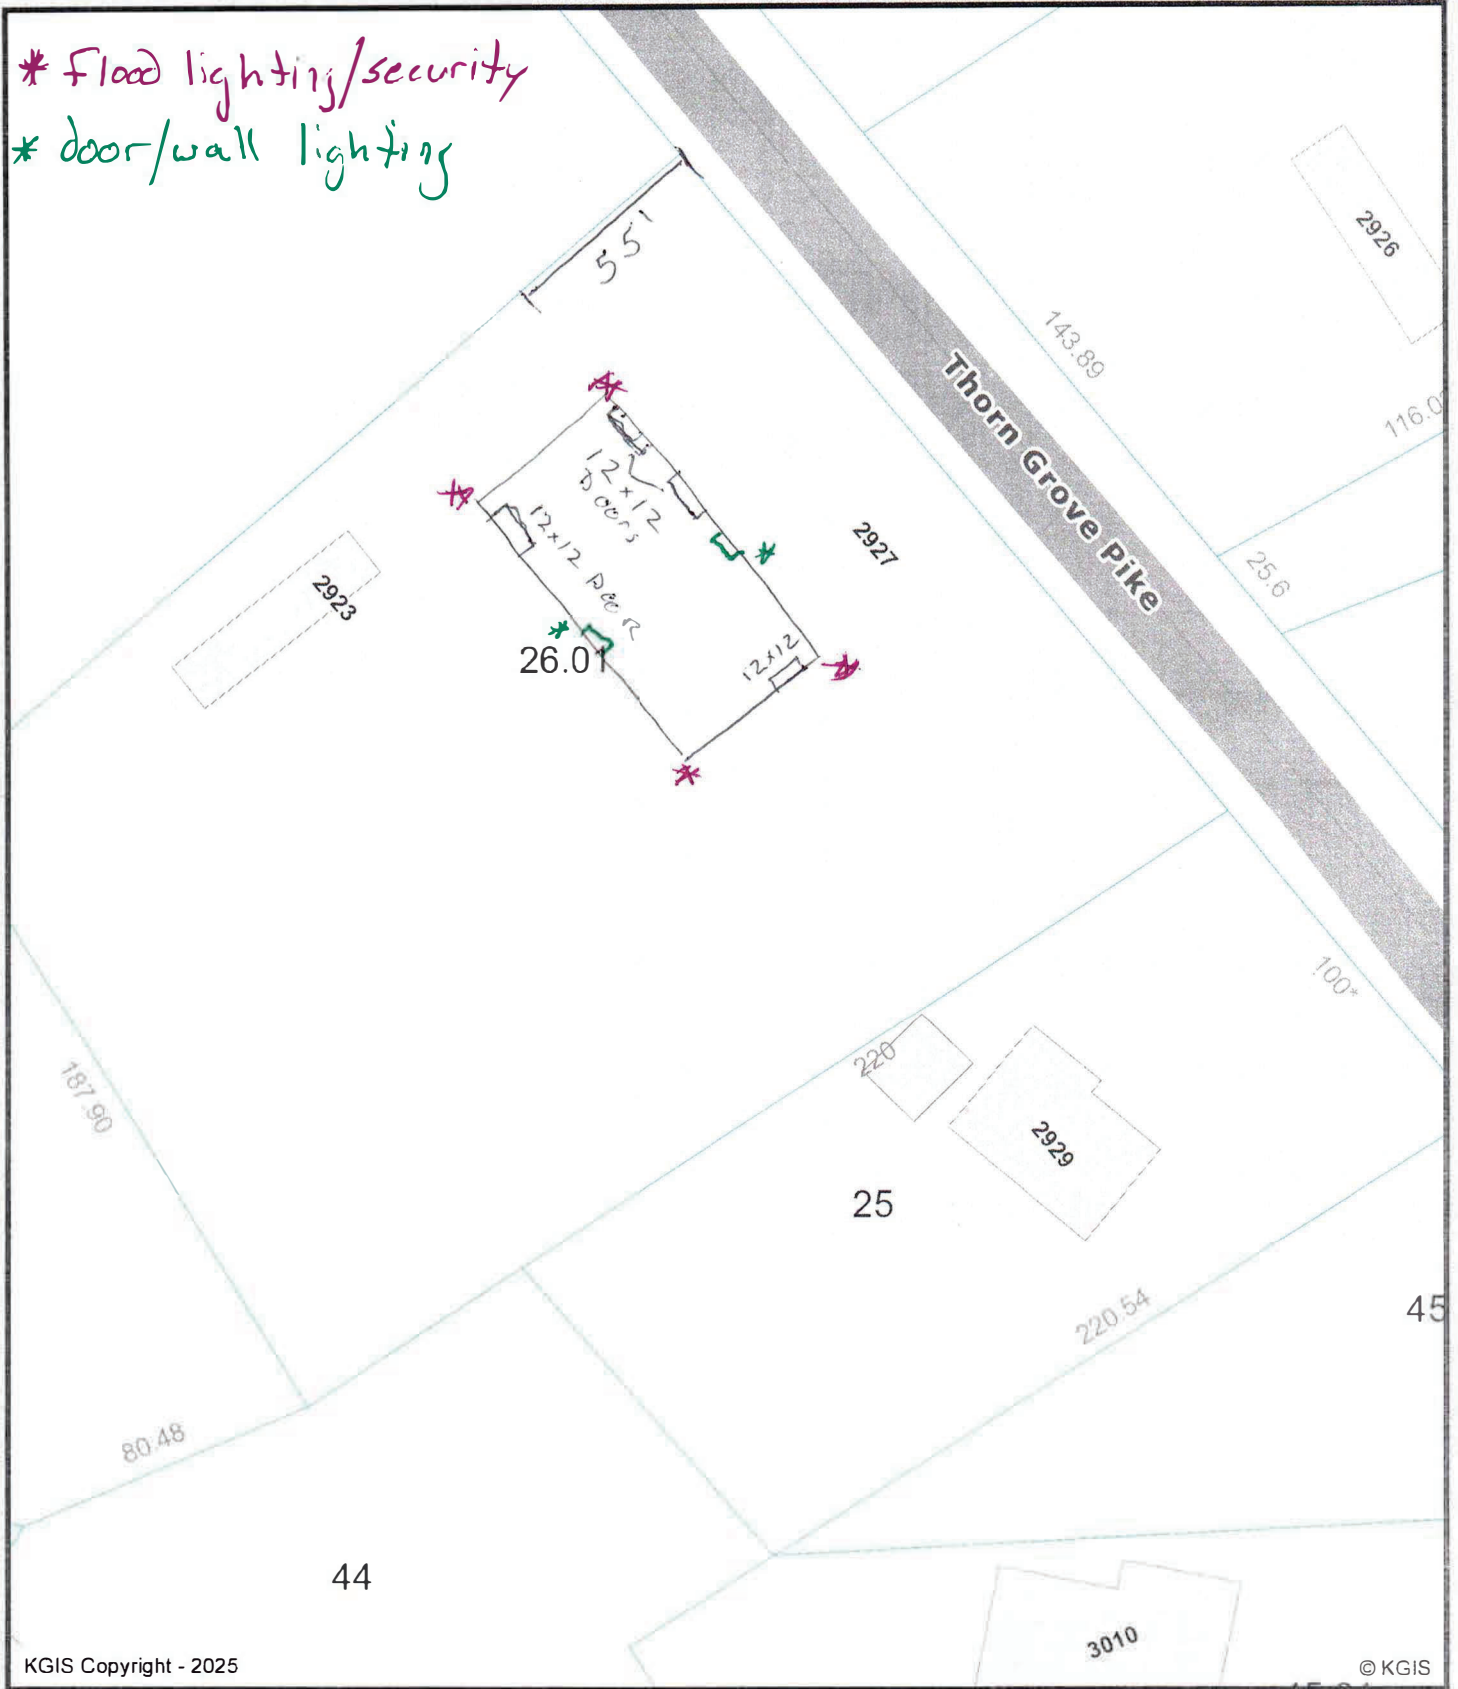 * flood lighting/security
* door/wall lighting
55'
2926
143.89
116.0
Thorn Grove Pike
12x12
Doors
12x12 DOOR
2927
25.6
2923
26.01
12x12
100*
187.90
220
2929
25
220.54
45
80.48
44
3010
KGIS Copyright - 2025
© KGIS